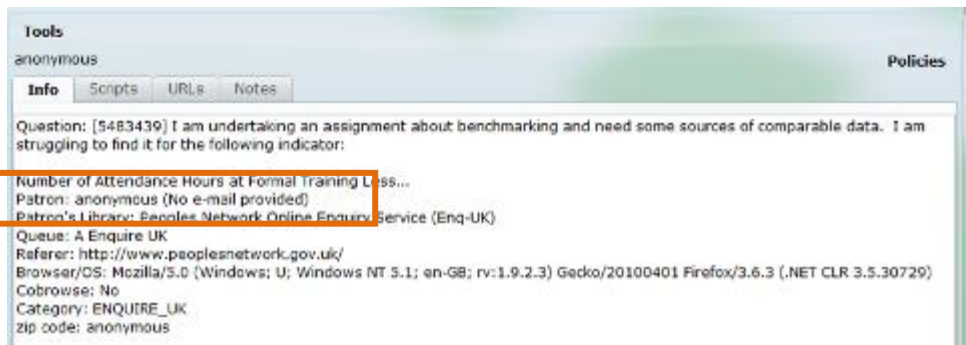 Tools
anonymous Policies
Info Scripts URLs Notes
Question: [5483439] I am undertaking an assignment about benchmarking and need some sources of comparable data. I am
struggling to find it for the following indicator:
Number of Attendance Hours at Formal Training Less...
Patron: anonymous (No e-mail provided)
Patron's Library: Peoples Network Online Enquiry Service (Enq-UK)
Queue: A Enquire UK
Referer: http://www.peoplesnetwork.gov.uk/
Browser/OS: Mozilla/5.0 (Windows; U; Windows NT 5.1; en-GB; rv:1.9.2.3) Gecko/20100401 Firefox/3.6.3 (.NET CLR 3.5.30729)
Cobrowse: No
Category: ENQUIRE_UK
zip code: anonymous